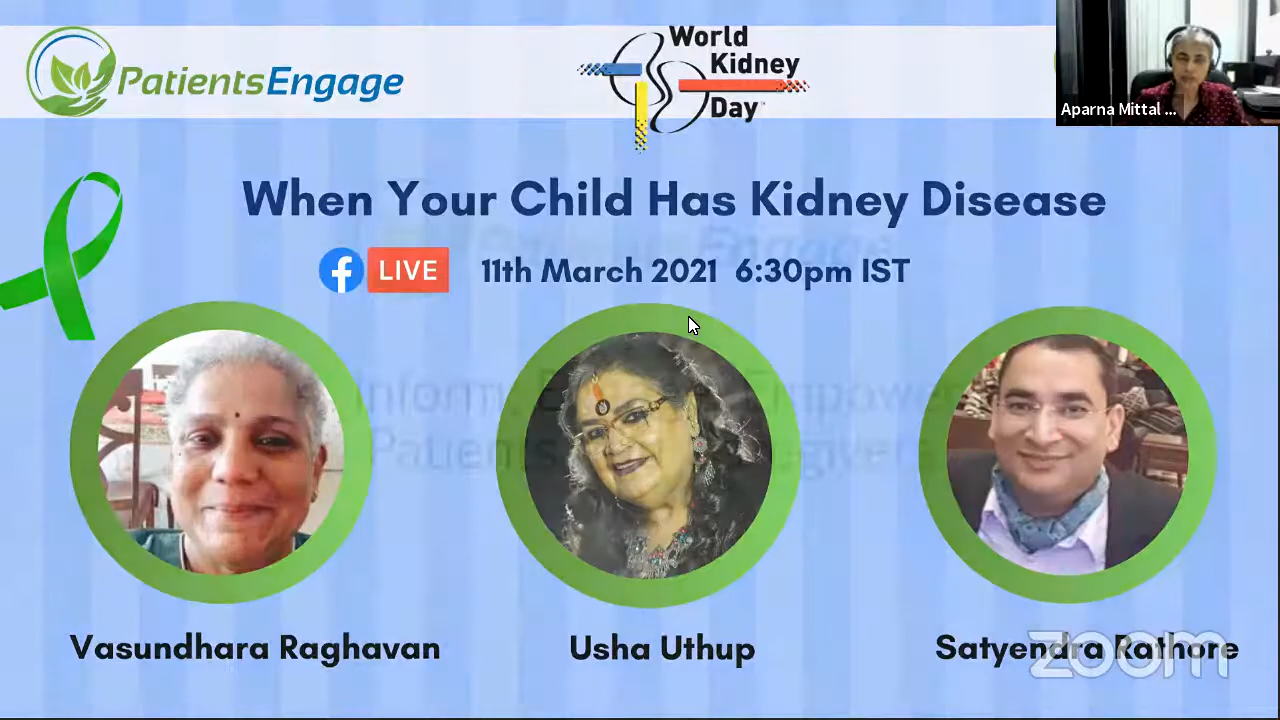 PatientsEngage
World
Kidney
Day
Aparna Mittal ...
When Your Child Has Kidney Disease
f LIVE 11th March 2021 6:30pm IST
Vasundhara Raghavan
Usha Uthup
Satyendra Rathore
zoom